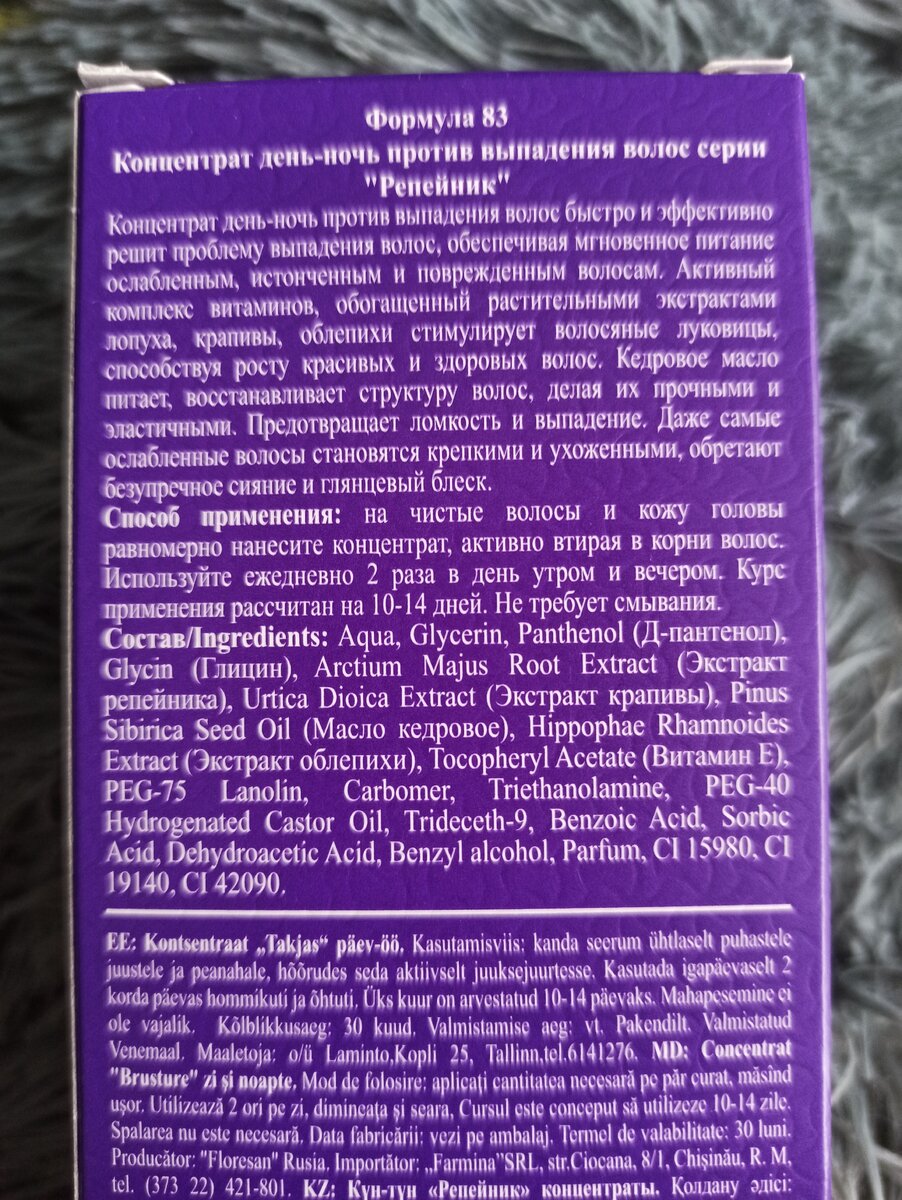 Формула 83
Концентрат день-ночь против выпадения волос серии
"Репейник"
Концентрат день-ночь против выпадения волос быстро и эффективно
решит проблему выпадения волос, обеспечивая мгновенное питание
ослабленным, истонченным и поврежденным волосам. Активный
комплекс витаминов, обогащенный растительными экстрактами
лопуха, крапивы, облепихи стимулирует волосяные луковицы,
способствуя росту красивых и здоровых волос. Кедровое масло
питает, восстанавливает структуру волос, делая их прочными и
эластичными. Предотвращает ломкость и выпадение. Даже самые
ослабленные волосы становятся крепкими и ухоженными, обретают
безупречное сияние и глянцевый блеск.
Способ применения: на чистые волосы и кожу головы
равномерно нанесите концентрат, активно втирая в корни волос.
Используйте ежедневно 2 раза в день утром и вечером. Курс
применения рассчитан на 10-14 дней. Не требует смывания.
Состав/Ingredients: Aqua, Glycerin, Panthenol (Д-пантенол),
Glycin (Глицин), Arctium Majus Root Extract (Экстракт
репейника), Urtica Dioica Extract (Экстракт крапивы), Pinus
Sibirica Seed Oil (Масло кедровое), Hippophae Rhamnoides
Extract (Экстракт облепихи), Tocopheryl Acetate (Витамин Е),
PEG-75 Lanolin, Carbomer, Triethanolamine, PEG-40
Hydrogenated Castor Oil, Trideceth-9, Benzoic Acid, Sorbic
Acid, Dehydroacetic Acid, Benzyl alcohol, Parfum, CI 15980, CI
19140, CI 42090.
EE: Kontsentraat „Takjas“ päev-öö. Kasutamisviis: kanda seerum ühtlaselt puhastele
juustele ja peanahale, hõõrudes seda aktiivselt juuksejuurtesse. Kasutada igapäevaselt 2
korda päevas hommikuti ja õhtuti. Üks kuur on arvestatud 10-14 päevaks. Mahapesemine ei
ole vajalik. Kõlblikkusaeg: 30 kuud. Valmistamise aeg: vt. Pakendilt. Valmistatud
Venemaal. Maaletoja: o/ü Laminto,Kopli 25, Tallinn,tel.6141276. MD: Concentrat
"Brusture" zi şi noapte, Mod de folosire: aplicaţi cantitatea necesară pe păr curat, măsînd
uşor. Utilizează 2 ori pe zi, dimineaţa şi seara, Cursul este conceput să utilizeze 10-14 zile.
Spalarea nu este necesară. Data fabricării: vezi pe ambalaj. Termel de valabilitate: 30 luni.
Producător: "Floresan" Rusia. Importător: „Farmina”SRL, str.Ciocana, 8/1, Chişinău, R. M,
tel. (373 22) 421-801. KZ: Күн-түн «Репейник» концентраты. Қолдану әдісі: